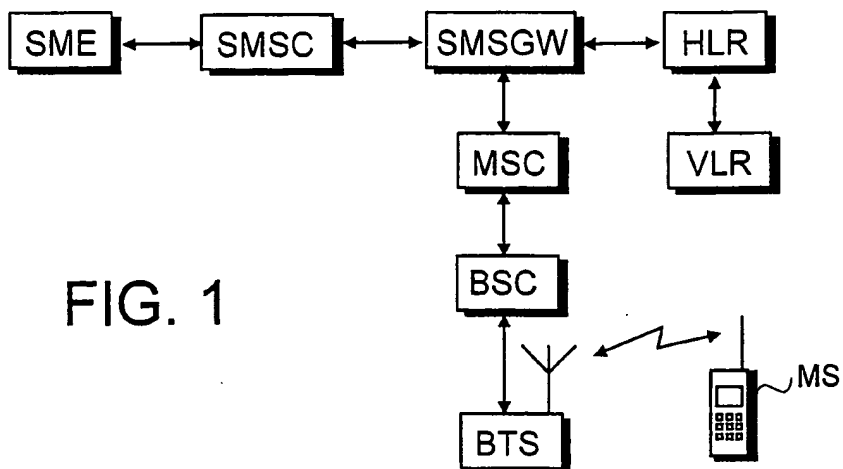 SME
SMSC
SMSGW
HLR
MSC
VLR
BSC
FIG. 1
MS
BTS